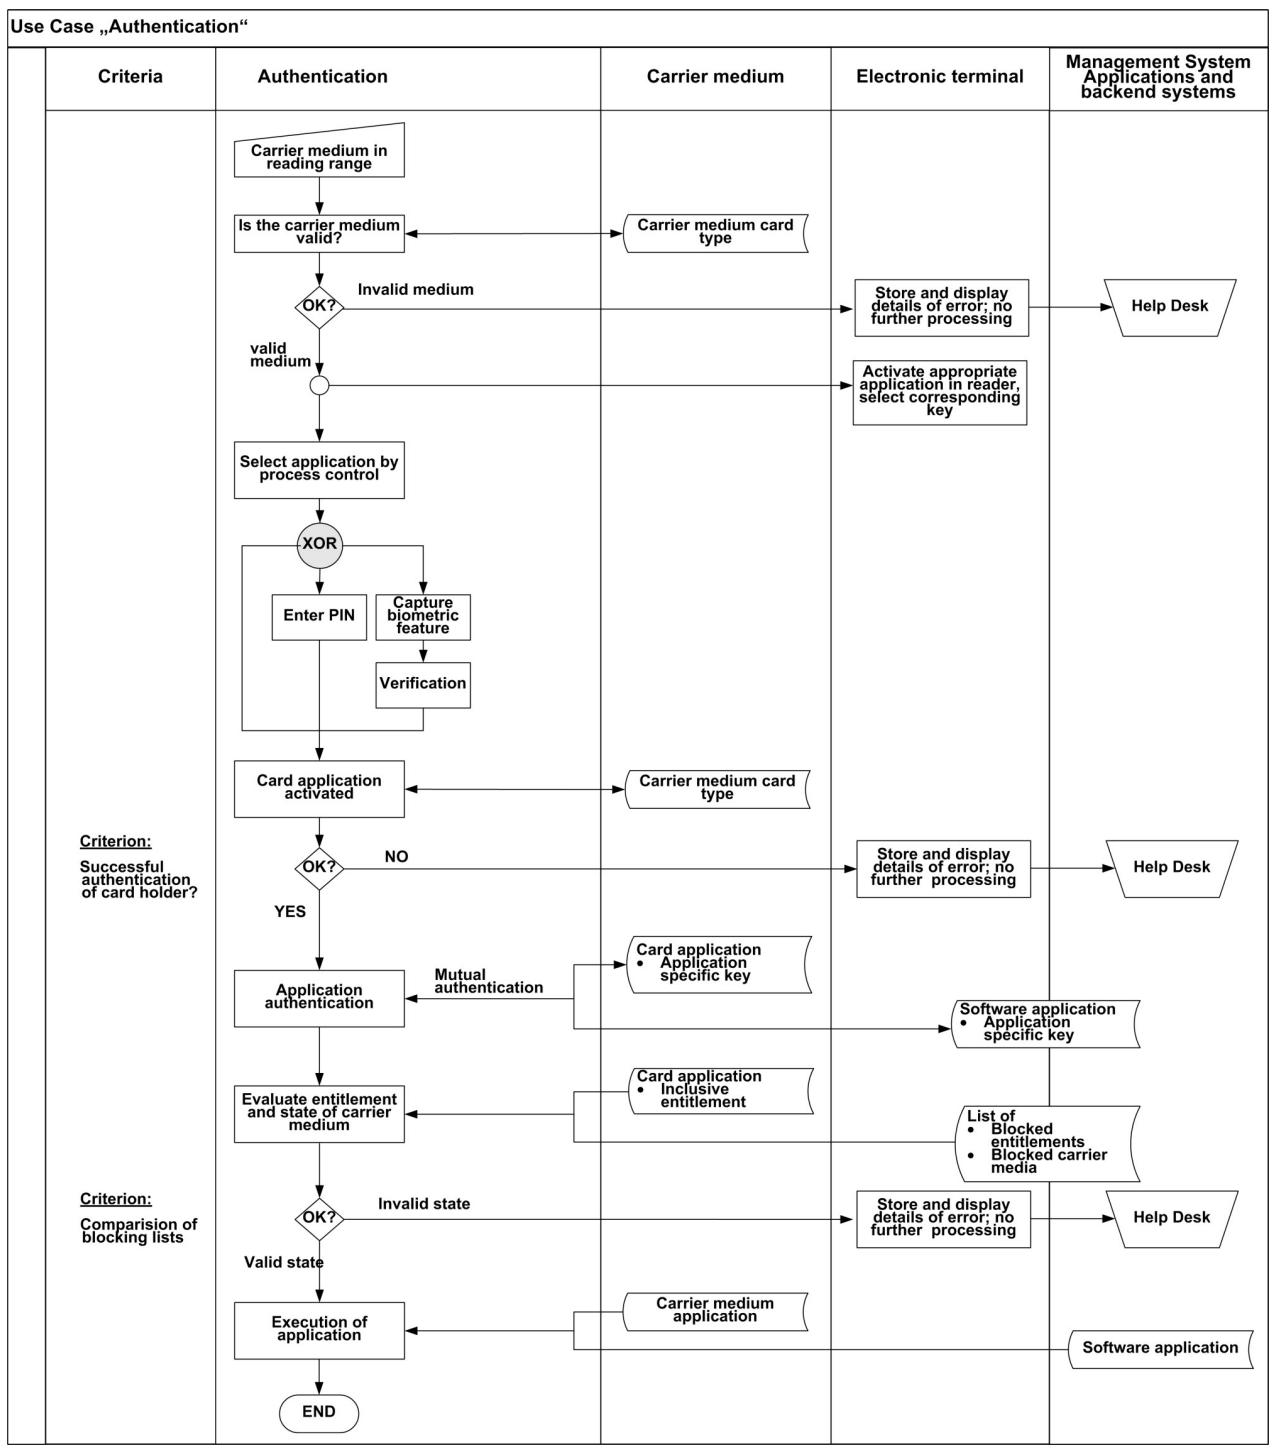 Use Case „Authentication“
Criteria
Authentication
Carrier medium
Electronic terminal
Management System
Applications and
backend systems
Carrier medium in
reading range
Is the carrier medium
valid?
Carrier medium card
type
OK?
Invalid medium
Store and display
details of error; no
further processing
Help Desk
valid
medium
Activate appropriate
application in reader,
select corresponding
key
Select application by
process control
XOR
Enter PIN
Capture
biometric
feature
Verification
Card application
activated
Carrier medium card
type
Criterion:
Successful
authentication
of card holder?
OK?
NO
Store and display
details of error; no
further processing
Help Desk
YES
Application
authentication
Mutual
authentication
Card application
• Application
specific key
Software application
• Application
specific key
Evaluate entitlement
and state of carrier
medium
Card application
• Inclusive
entitlement
List of
• Blocked
entitlements
• Blocked carrier
media
Criterion:
Comparision of
blocking lists
OK?
Invalid state
Store and display
details of error; no
further processing
Help Desk
Valid state
Execution of
application
Carrier medium
application
Software application
END